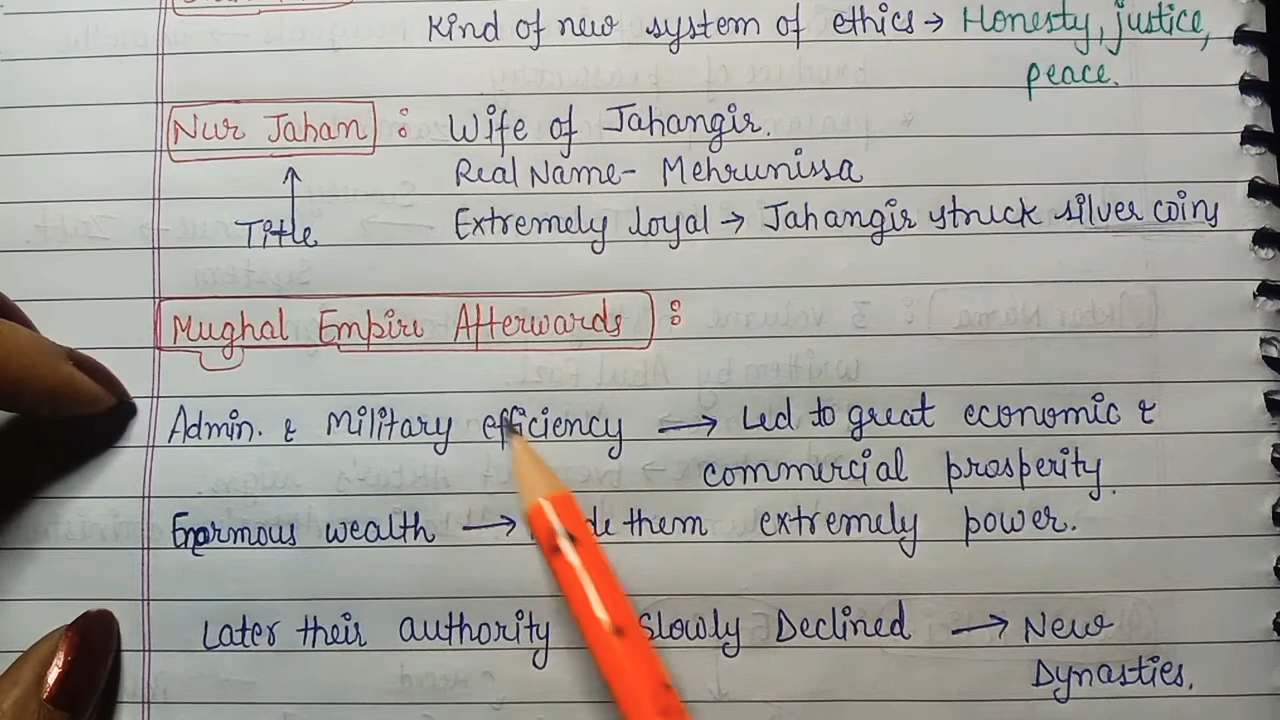 Kind of new system of ethics → Honesty, justice,
peace.
Nur Jahan : Wife of Jahangir.
Real Name- Mehrunissa
Title
Extremely loyal → Jahangir struck silver coins
Mughal Empire Afterwards :
Admin. & Military efficiency → Led to great economic &
commercial prosperity.
Enormous wealth → them extremely power.
Later their authority Slowly Declined → New
Dynasties.